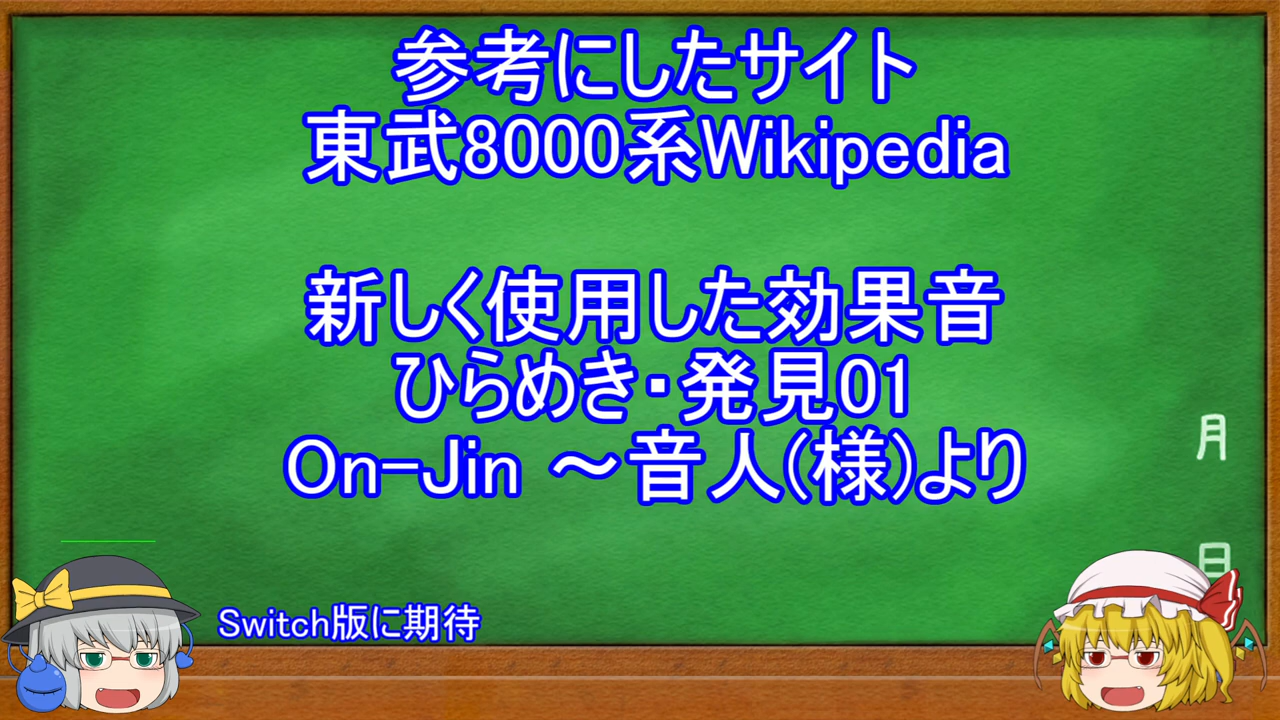 参考にしたサイト
東武8000系Wikipedia
新しく使用した効果音
ひらめき・発見01
On-Jin ～音人(様)より
月
日
Switch版に期待